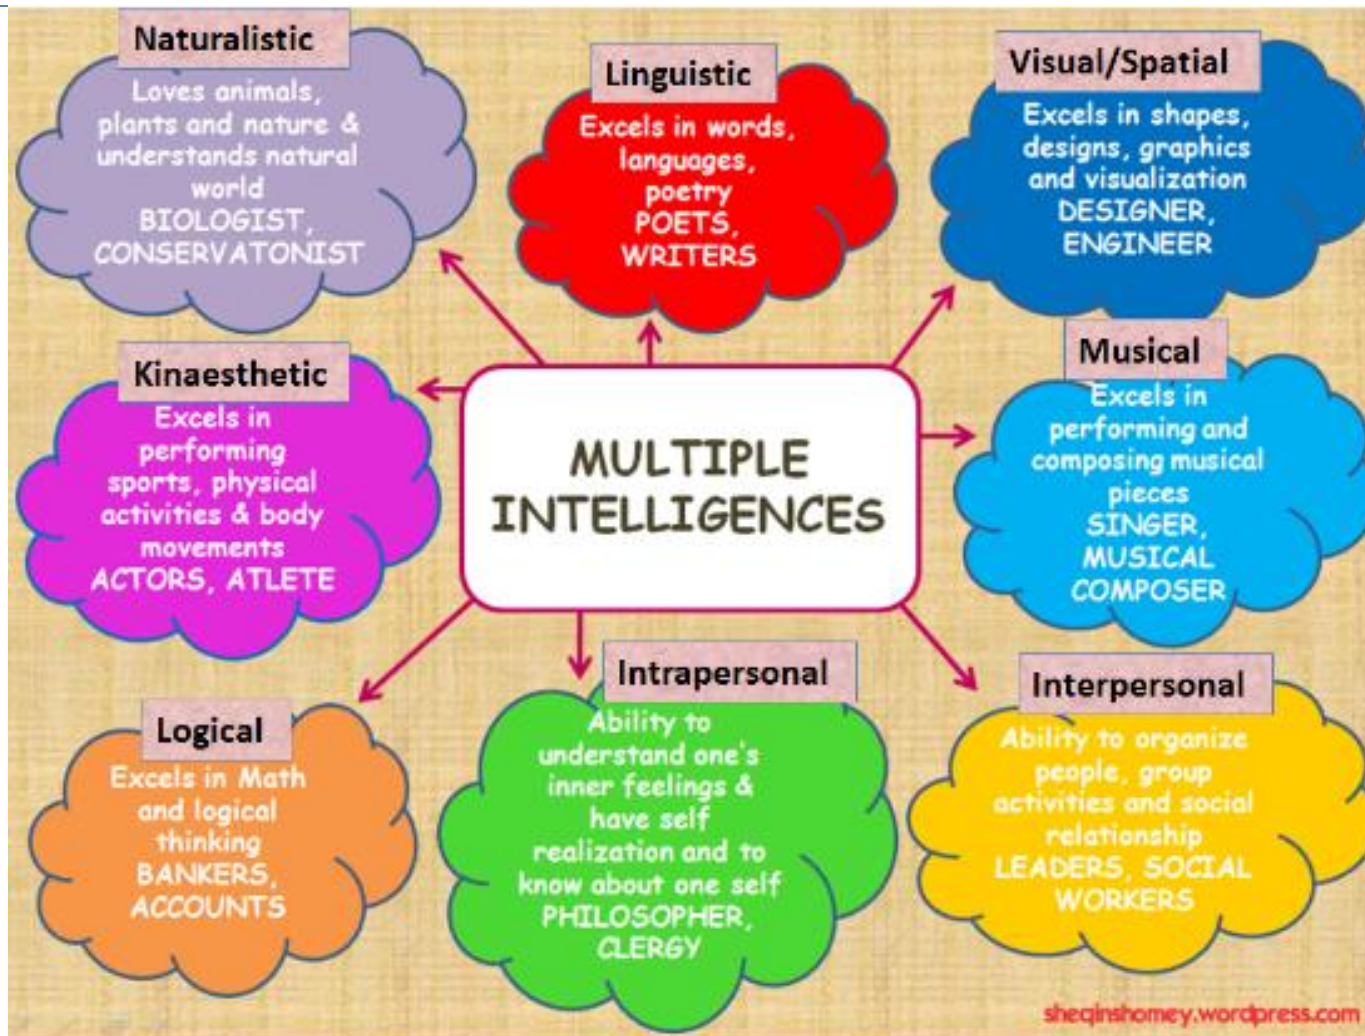 Naturalistic
Loves animals,
plants and nature &
understands natural
world
BIOLOGIST,
CONSERVATONIST
Linguistic
Excels in words,
languages,
poetry
POETS,
WRITERS
Visual/Spatial
Excels in shapes,
designs, graphics
and visualization
DESIGNER,
ENGINEER
Kinaesthetic
Excels in
performing
sports, physical
activities & body
movements
ACTORS, ATLETE
MULTIPLE
INTELLIGENCES
Musical
Excels in
performing and
composing musical
pieces
SINGER,
MUSICAL
COMPOSER
Logical
Excels in Math
and logical
thinking
BANKERS,
ACCOUNTS
Intrapersonal
Ability to
understand one's
inner feelings &
have self
realization and to
know about one self
PHILOSOPHER,
CLERGY
Interpersonal
Ability to organize
people, group
activities and social
relationship
LEADERS, SOCIAL
WORKERS
sheqinshomey.wordpress.com